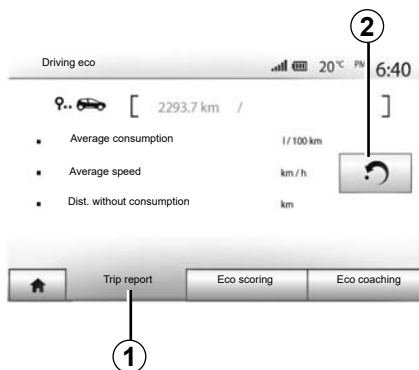 2
Driving eco 20°C PM 6:40
[ 2293.7 km / ]
▪ Average consumption l / 100 km
▪ Average speed km / h
▪ Dist. without consumption km
Trip report Eco scoring Eco coaching
1